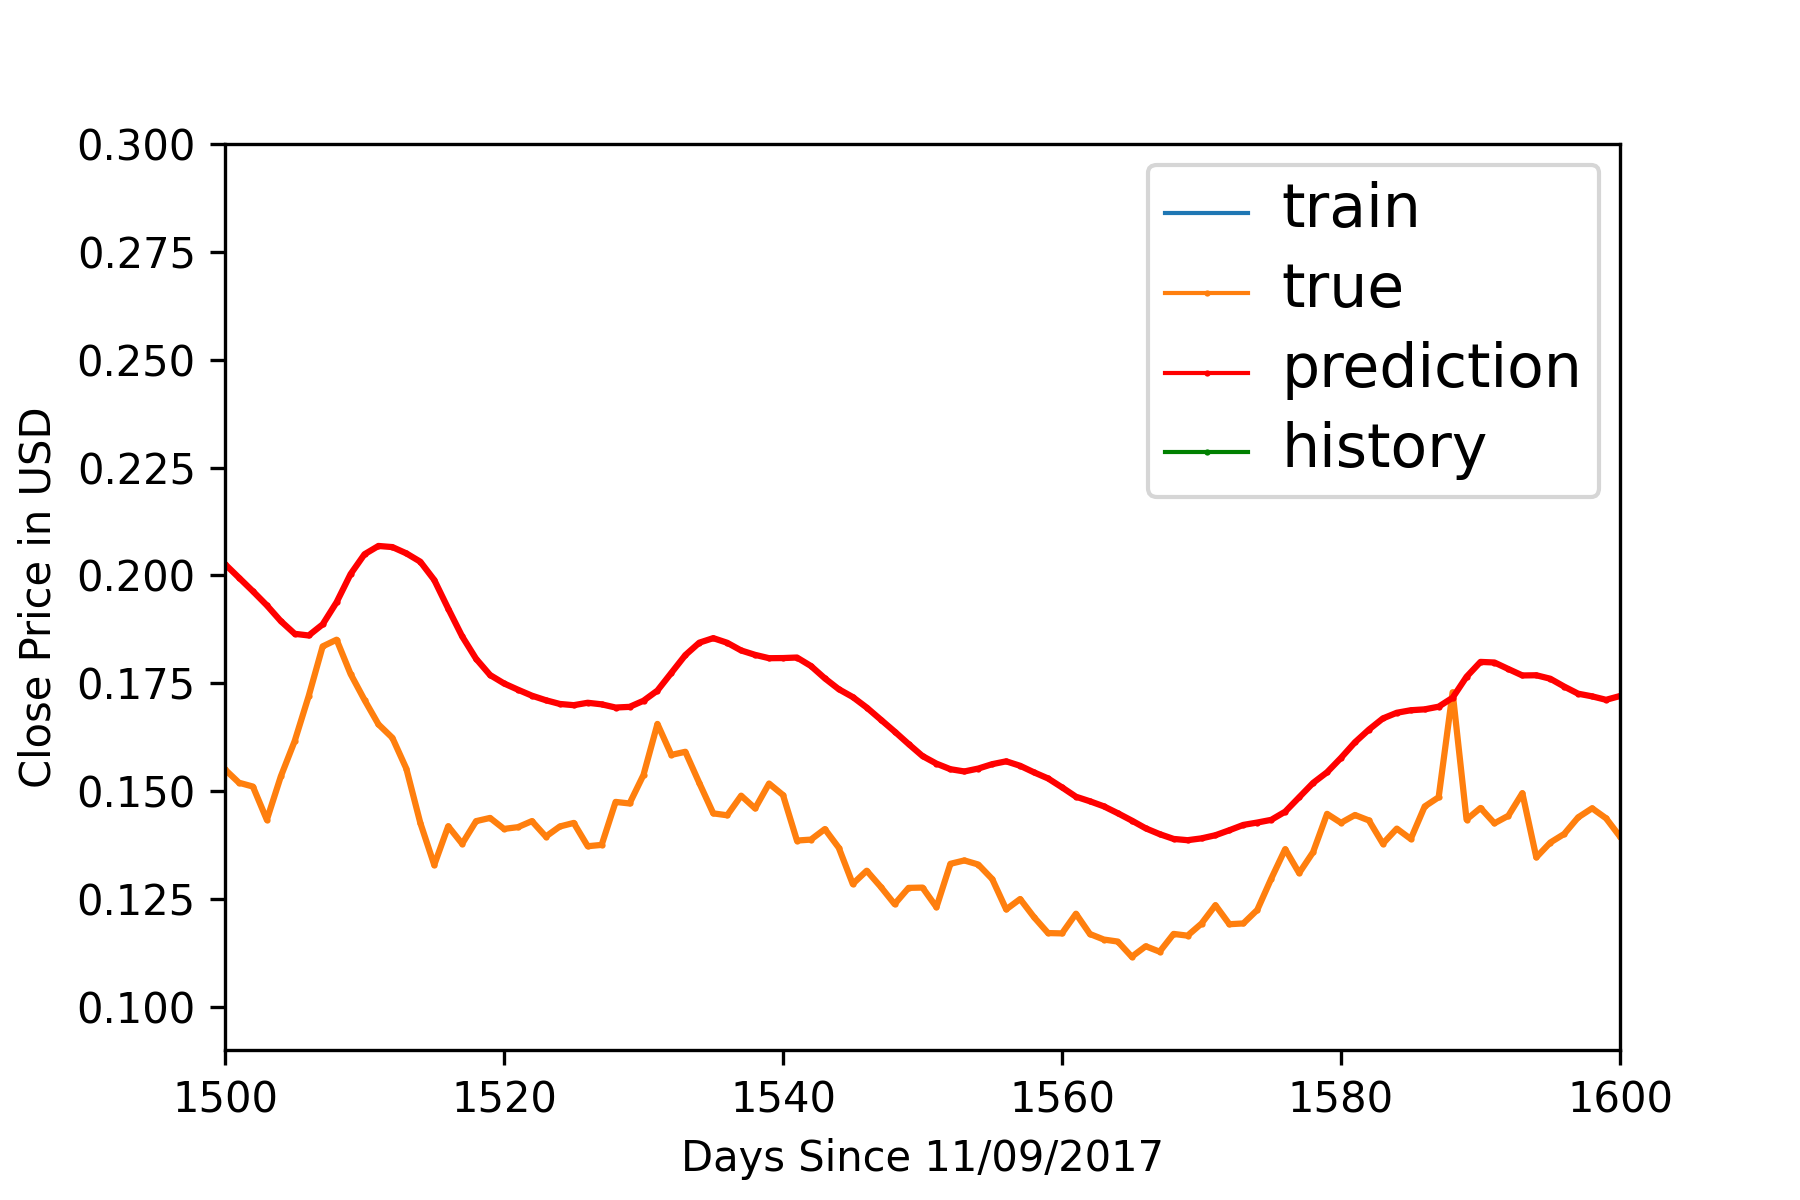 0.300
0.275
0.250
0.225
0.200
0.175
0.150
0.125
0.100
Close Price in USD
train
true
prediction
history
1500 1520 1540 1560 1580 1600
Days Since 11/09/2017